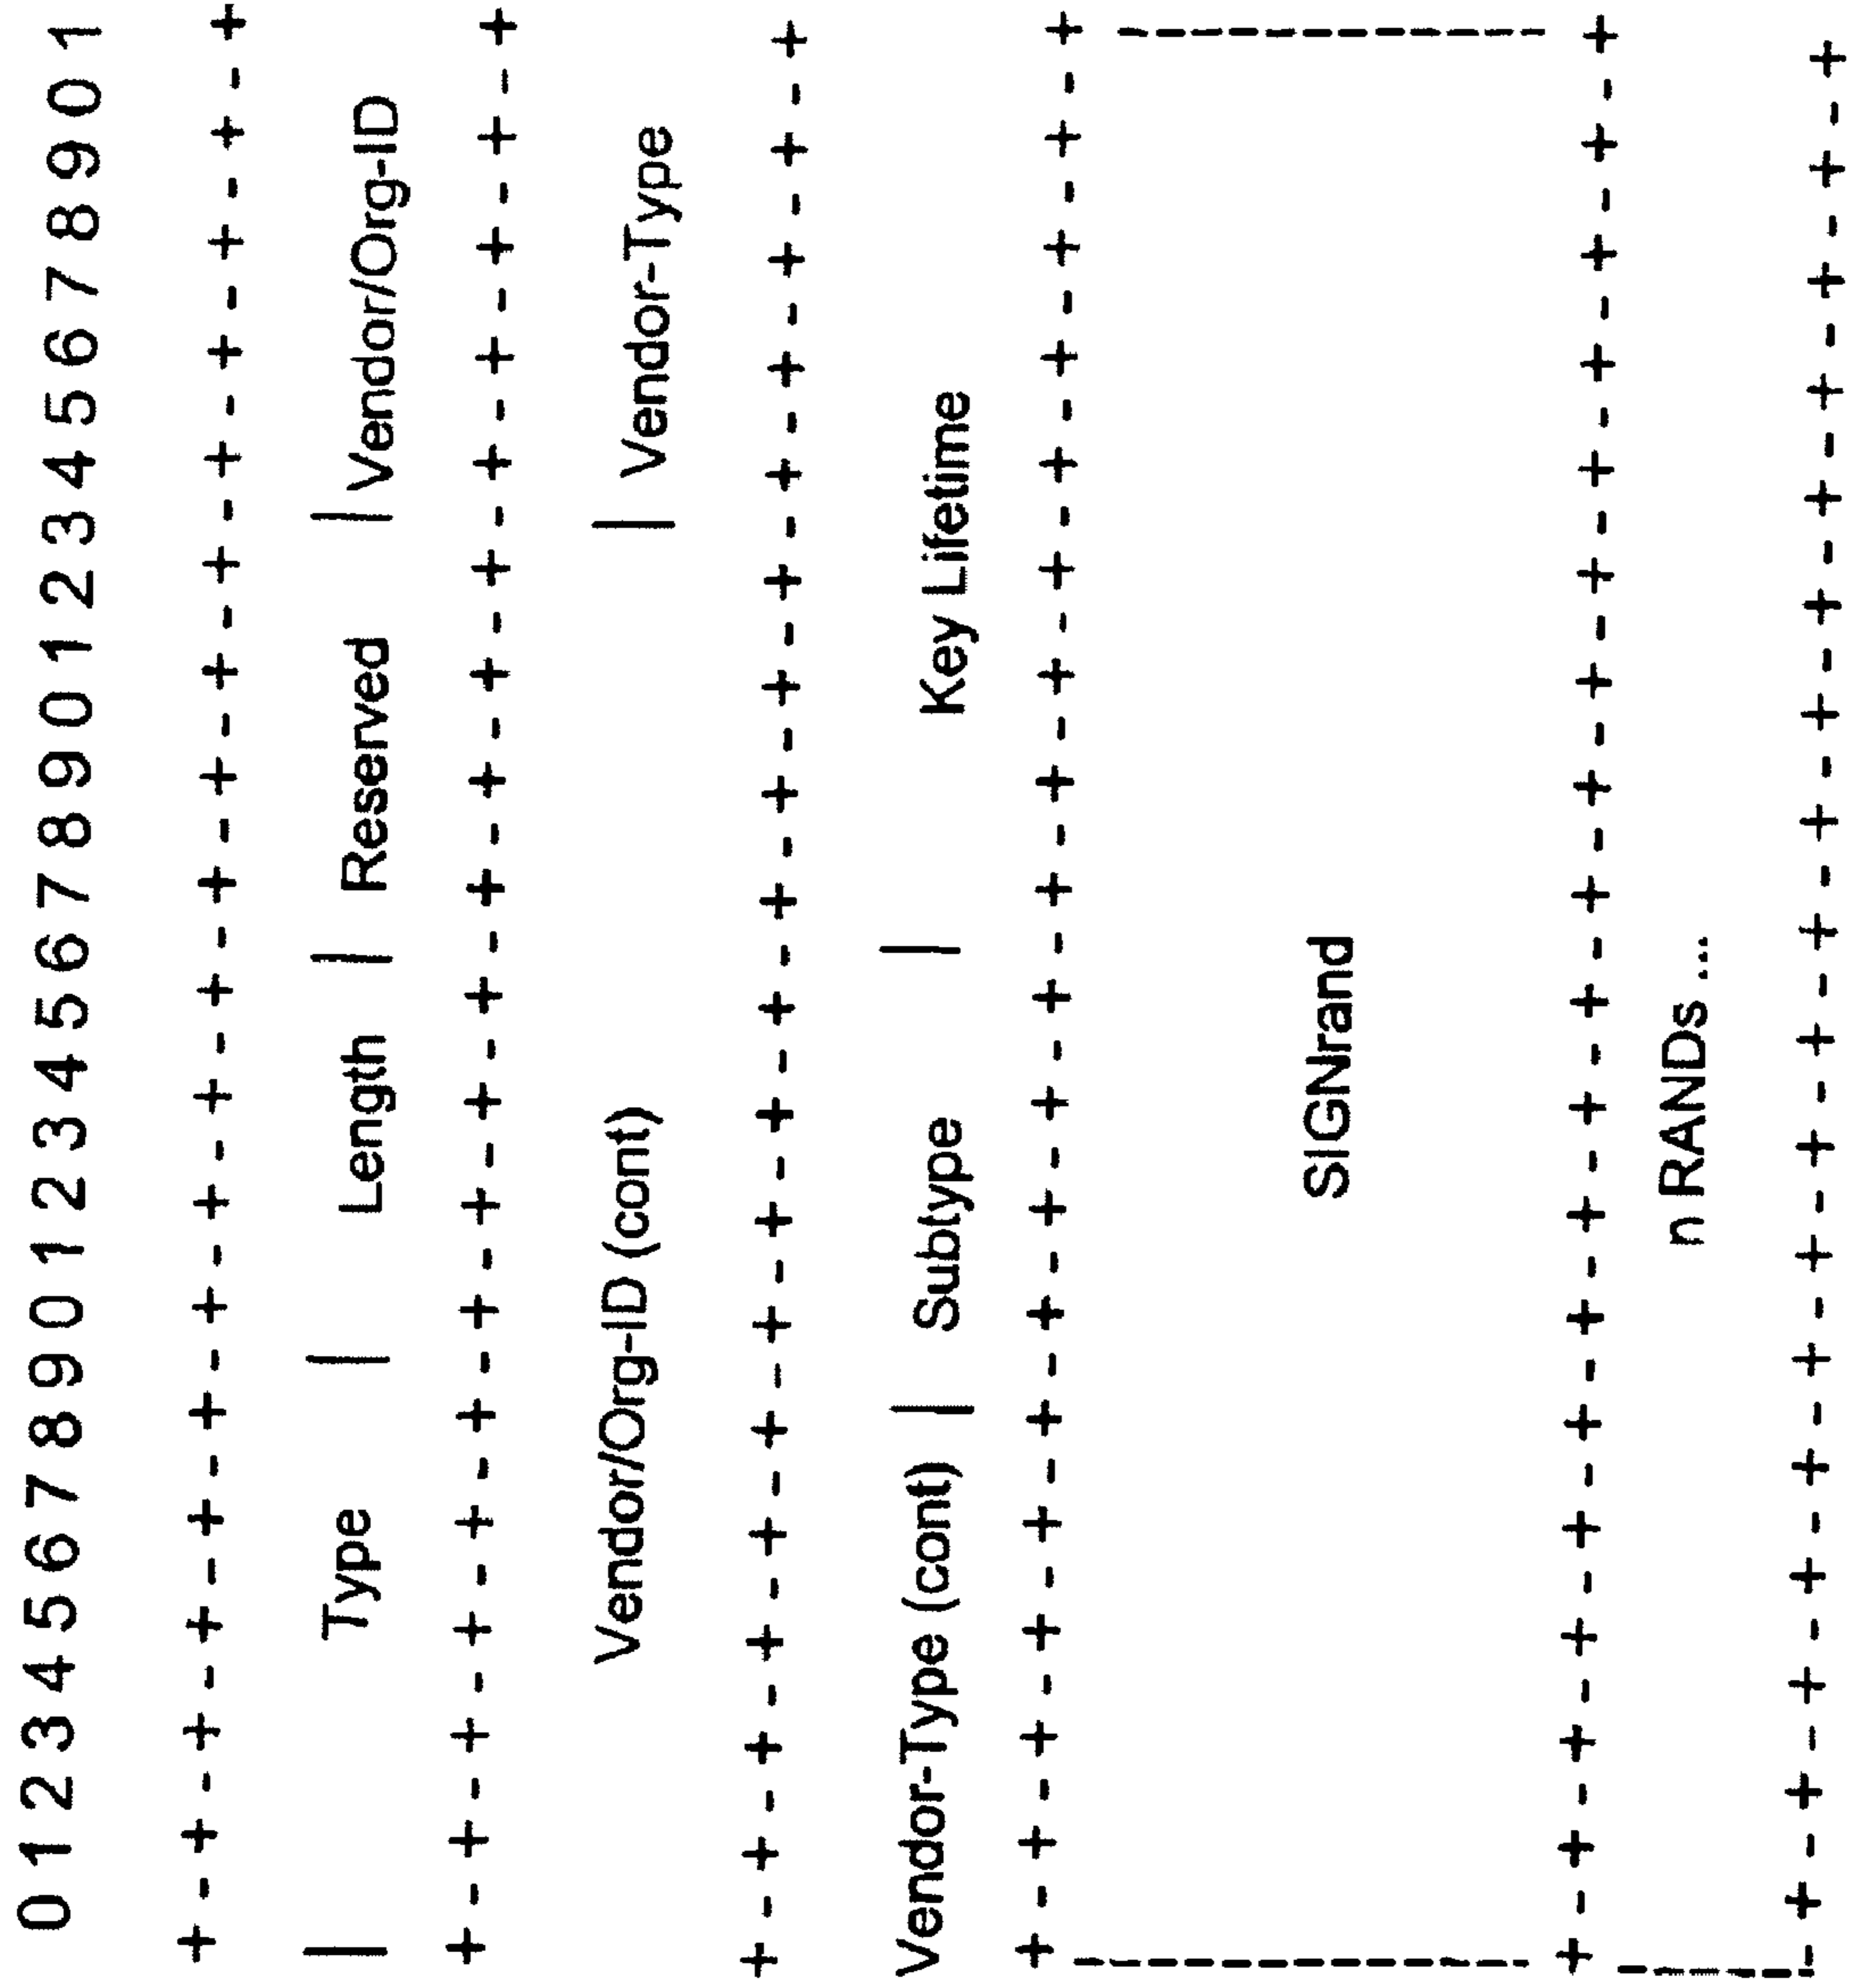 0 1 2 3 4 5 6 7 8 9 0 1 2 3 4 5 6 7 8 9 0 1 2 3 4 5 6 7 8 9 0 1
+ - + - + - + - + - + - + - + - + - + - + - + - + - + - + - + - + - + - +
| Type | Length | Reserved | Vendor/Org-ID
+ - + - + - + - + - + - + - + - + - + - + - + - + - + - + - + - + - + - +
Vendor/Org-ID (cont) | Vendor-Type
+ - + - + - + - + - + - + - + - + - + - + - + - + - + - + - + - + - + - +
Vendor-Type (cont) | Subtype | Key Lifetime
+ - + - + - + - + - + - + - + - + - + - + - + - + - + - + - + - + - + - +
SIGNrand
+ - + - + - + - + - + - + - + - + - + - + - + - + - + - + - + - + - + - +
n RANDs ...
- + - + - + - + - + - + - + - + - + - + - + - + - + - + - + - + - + - +